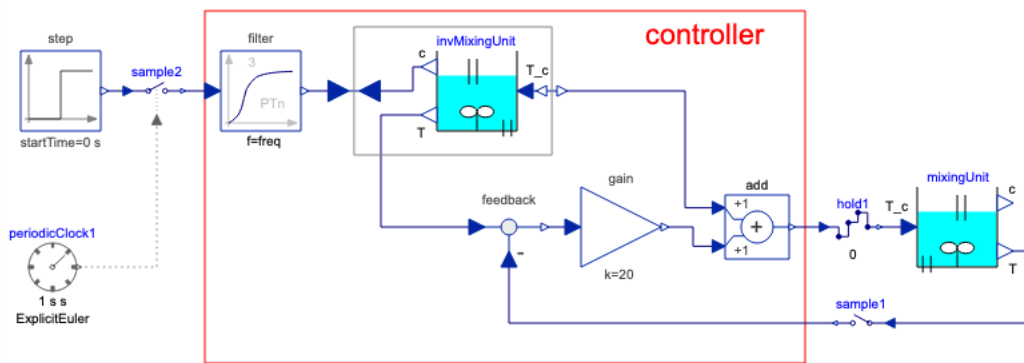 controller
step
filter
invMixingUnit
sample2
3
PTn
c
T_c
T
startTime=0 s
f=freq
gain
feedback
add
mixingUnit
+1
+
+1
hold1
T_c
c
periodicClock1
-
k=20
0
T
1 s s
ExplicitEuler
sample1